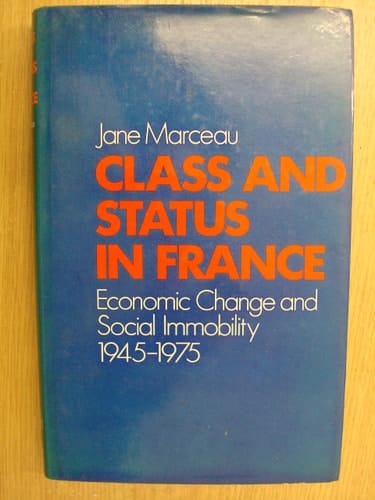 Jane Marceau
CLASS AND
STATUS
IN FRANCE
Economic Change and
Social Immobility
1945–1975